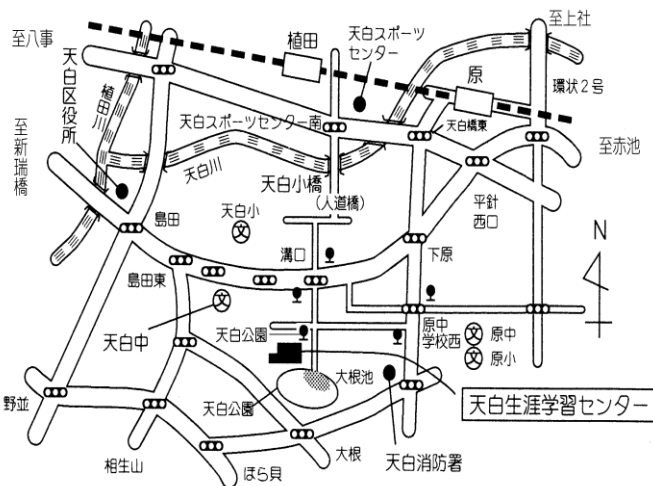 至上社
至八事
植田
天白スポーツ
センター
原
環状2号
天白区役所
植田川
天白スポーツセンター南
天白橋東
至新瑞橋
天白川
天白小橋
(人道橋)
至赤池
平針
西口
島田
天白小
文
溝口
下原
N
島田東
文
天白中
天白公園
原中
学校西
文
原中
文
原小
大根池
野並
天白公園
天白生涯学習センター
相生山
ほら貝
大根
天白消防署